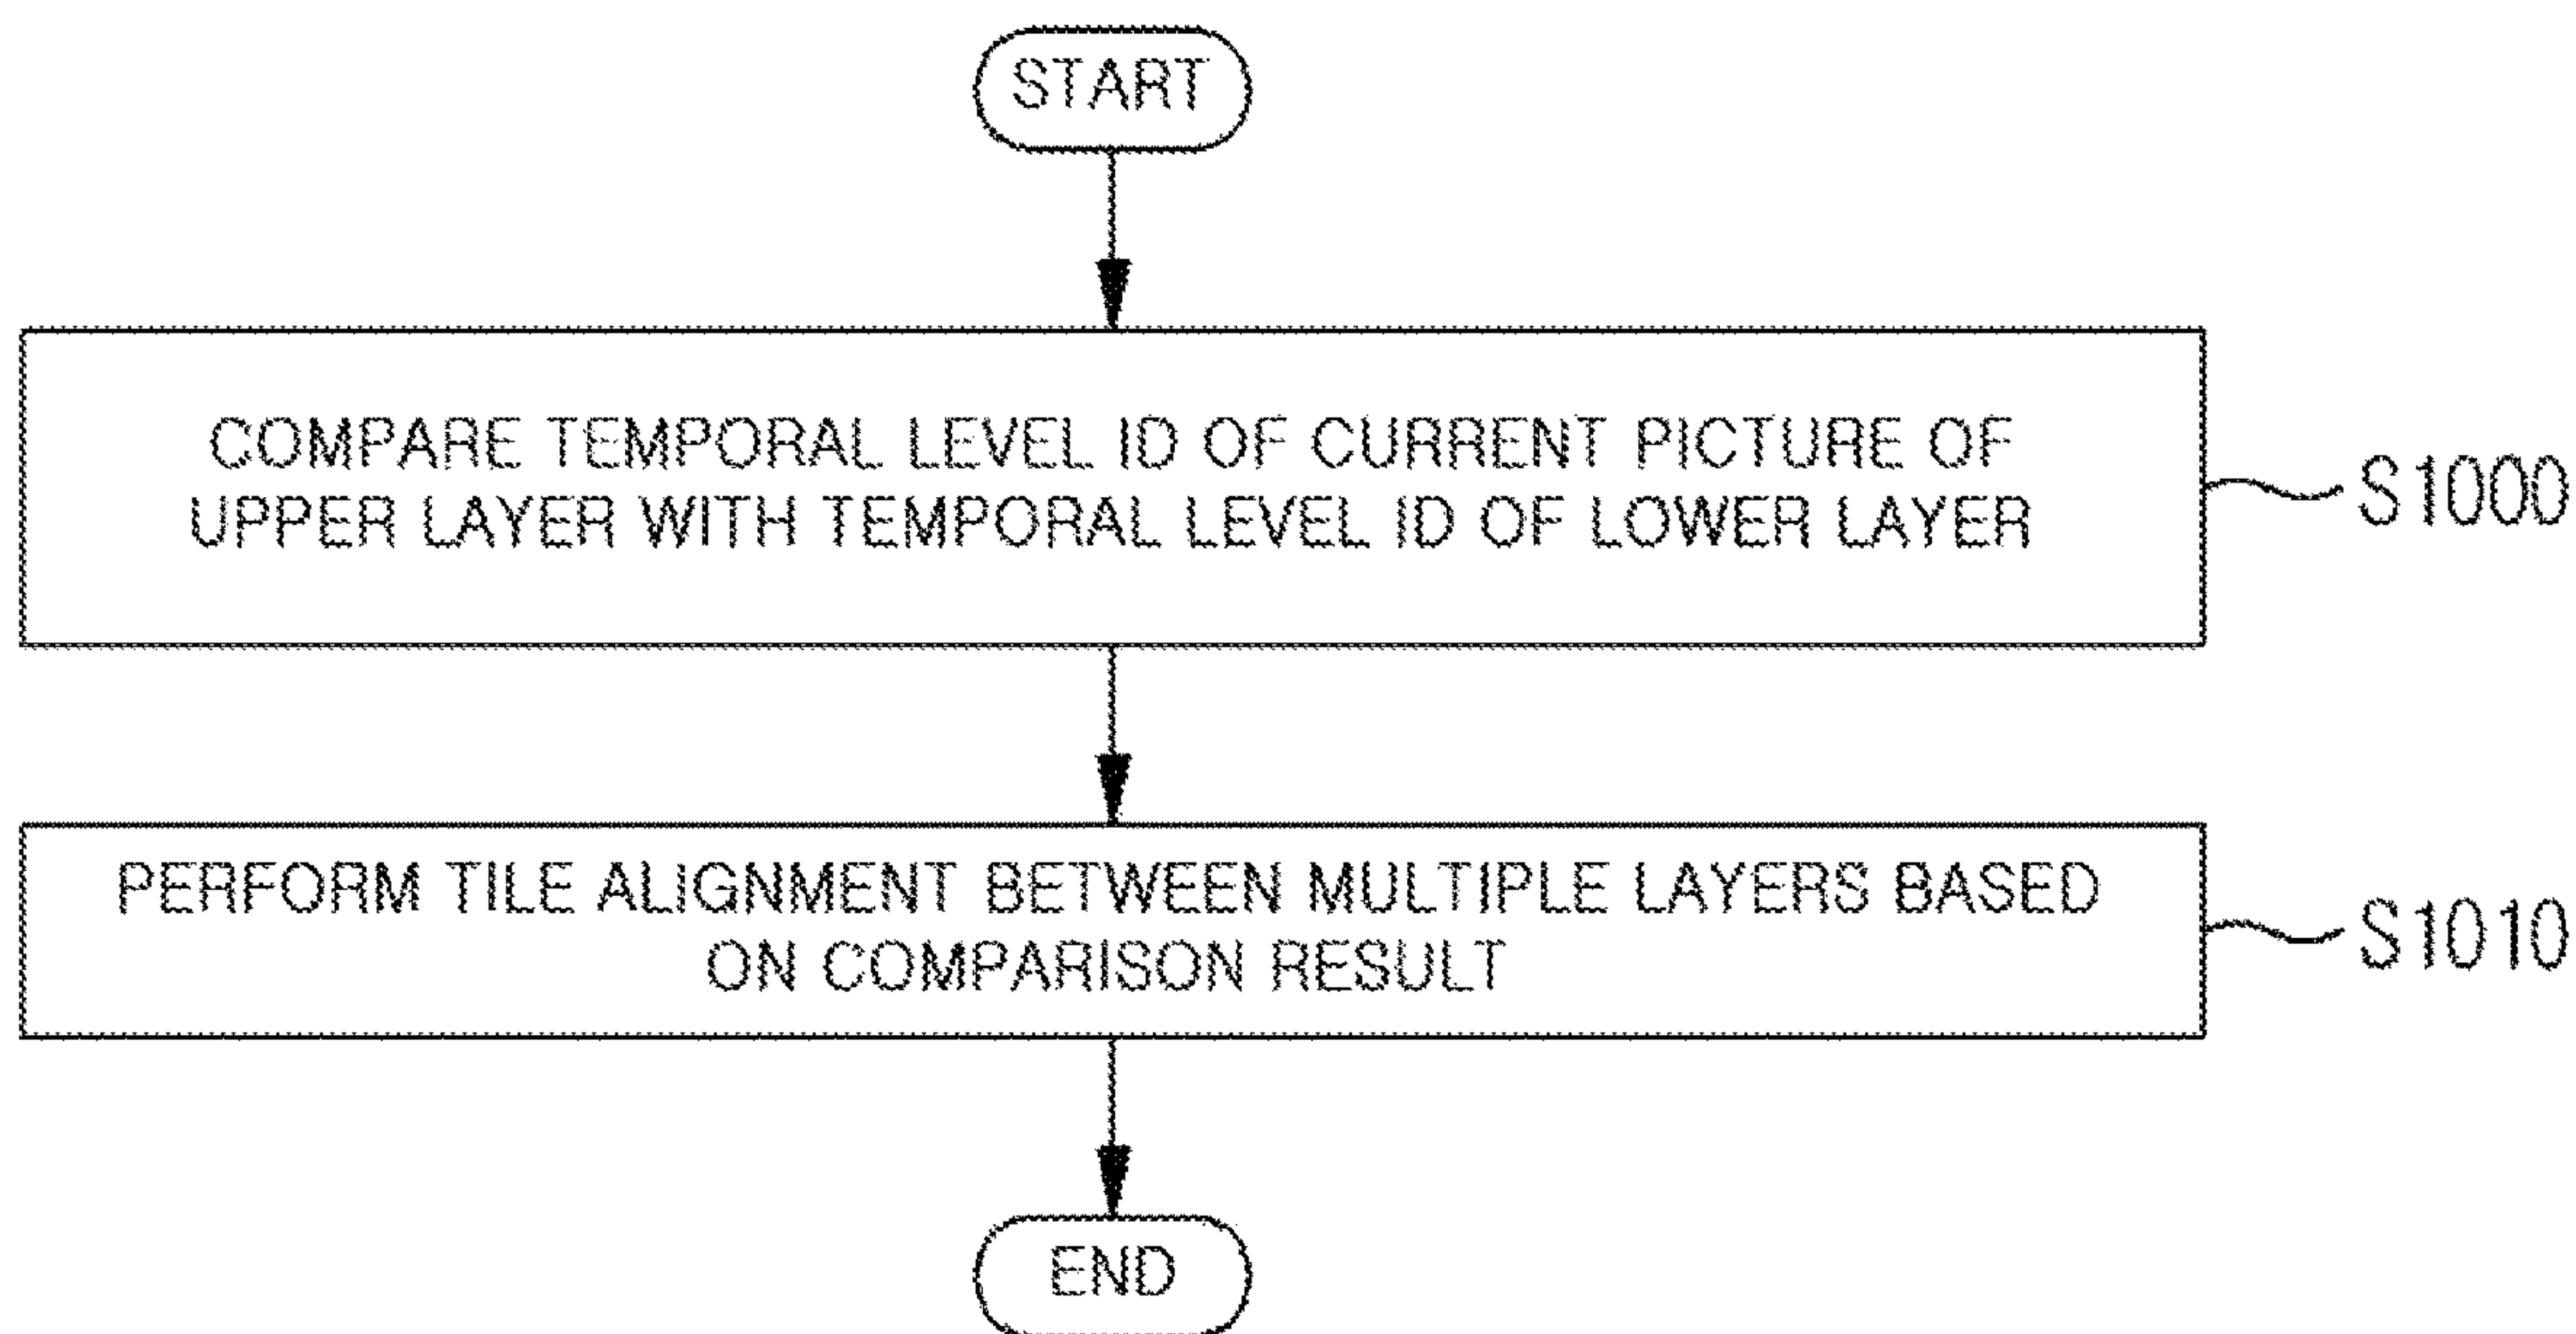 START
COMPARE TEMPORAL LEVEL ID OF CURRENT PICTURE OF
UPPER LAYER WITH TEMPORAL LEVEL ID OF LOWER LAYER
S1000
PERFORM TILE ALIGNMENT BETWEEN MULTIPLE LAYERS BASED
ON COMPARISON RESULT
S1010
END